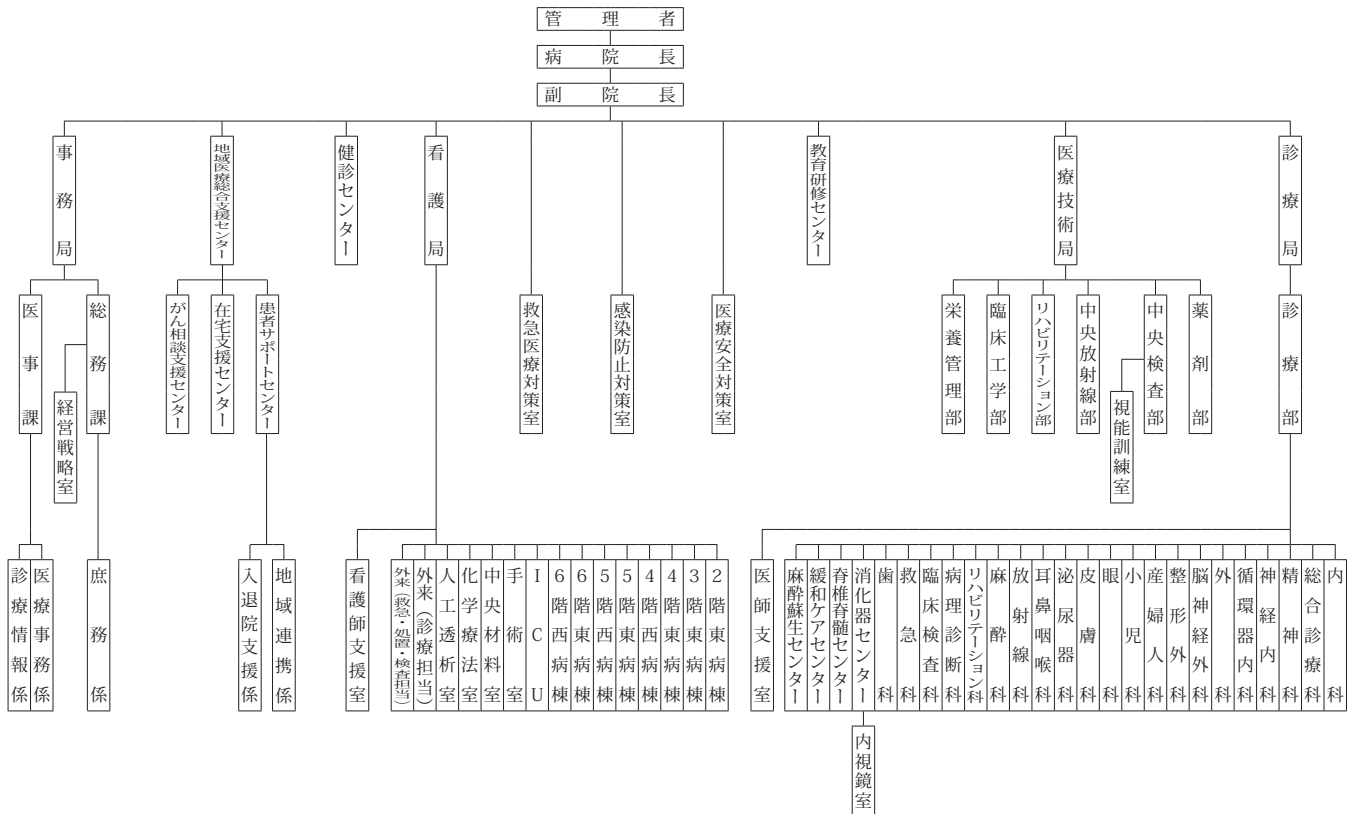 管理者
病院長
副院長
事務局
地域医療総合支援センター
健診センター
看護局
教育研修センター
医療技術局
診療局
医事課
総務課
経営戦略室
がん相談支援センター
在宅支援センター
患者サポートセンター
救急医療対策室
感染防止対策室
医療安全対策室
栄養管理部
臨床工学部
リハビリテーション部
中央放射線部
視能訓練室
中央検査部
薬剤部
診療部
診療情報係
医療事務係
庶務係
入退院支援係
地域連携係
看護師支援室
外来(救急・処置・検査担当)
外来(診療担当)
人工透析室
化学療法室
中央材料室
手術室
ICU
6階西病棟
6階東病棟
5階西病棟
5階東病棟
4階西病棟
4階東病棟
3階東病棟
2階東病棟
医師支援室
麻酔蘇生センター
緩和ケアセンター
脊椎脊髄センター
消化器センター
歯科
救急科
臨床検査科
病理診断科
リハビリテーション科
麻酔科
放射線科
耳鼻咽喉科
泌尿器科
皮膚科
眼科
小児科
産婦人科
整形外科
脳神経外科
外科
循環器内科
神経内科
精神科
総合診療科
内科
内視鏡室